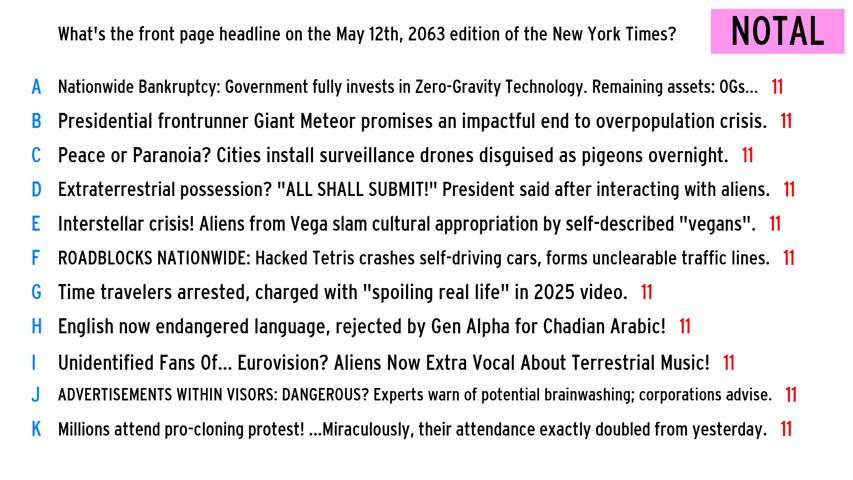 What's the front page headline on the May 12th, 2063 edition of the New York Times?
NOTAL
A Nationwide Bankruptcy: Government fully invests in Zero-Gravity Technology. Remaining assets: OGs... 11
B Presidential frontrunner Giant Meteor promises an impactful end to overpopulation crisis. 11
C Peace or Paranoia? Cities install surveillance drones disguised as pigeons overnight. 11
D Extraterrestrial possession? "ALL SHALL SUBMIT!" President said after interacting with aliens. 11
E Interstellar crisis! Aliens from Vega slam cultural appropriation by self-described "vegans". 11
F ROADBLOCKS NATIONWIDE: Hacked Tetris crashes self-driving cars, forms unclearable traffic lines. 11
G Time travelers arrested, charged with "spoiling real life" in 2025 video. 11
H English now endangered language, rejected by Gen Alpha for Chadian Arabic! 11
I Unidentified Fans Of... Eurovision? Aliens Now Extra Vocal About Terrestrial Music! 11
J ADVERTISEMENTS WITHIN VISORS: DANGEROUS? Experts warn of potential brainwashing; corporations advise. 11
K Millions attend pro-cloning protest! ...Miraculously, their attendance exactly doubled from yesterday. 11